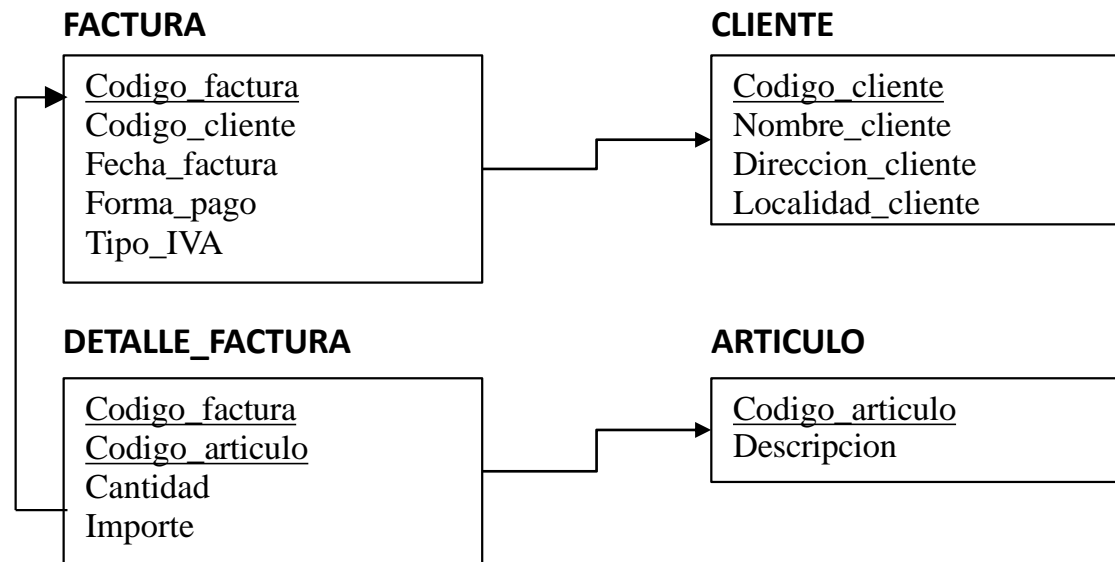 FACTURA
Codigo_factura
Codigo_cliente
Fecha_factura
Forma_pago
Tipo_IVA
CLIENTE
Codigo_cliente
Nombre_cliente
Direccion_cliente
Localidad_cliente
DETALLE_FACTURA
Codigo_factura
Codigo_articulo
Cantidad
Importe
ARTICULO
Codigo_articulo
Descripcion